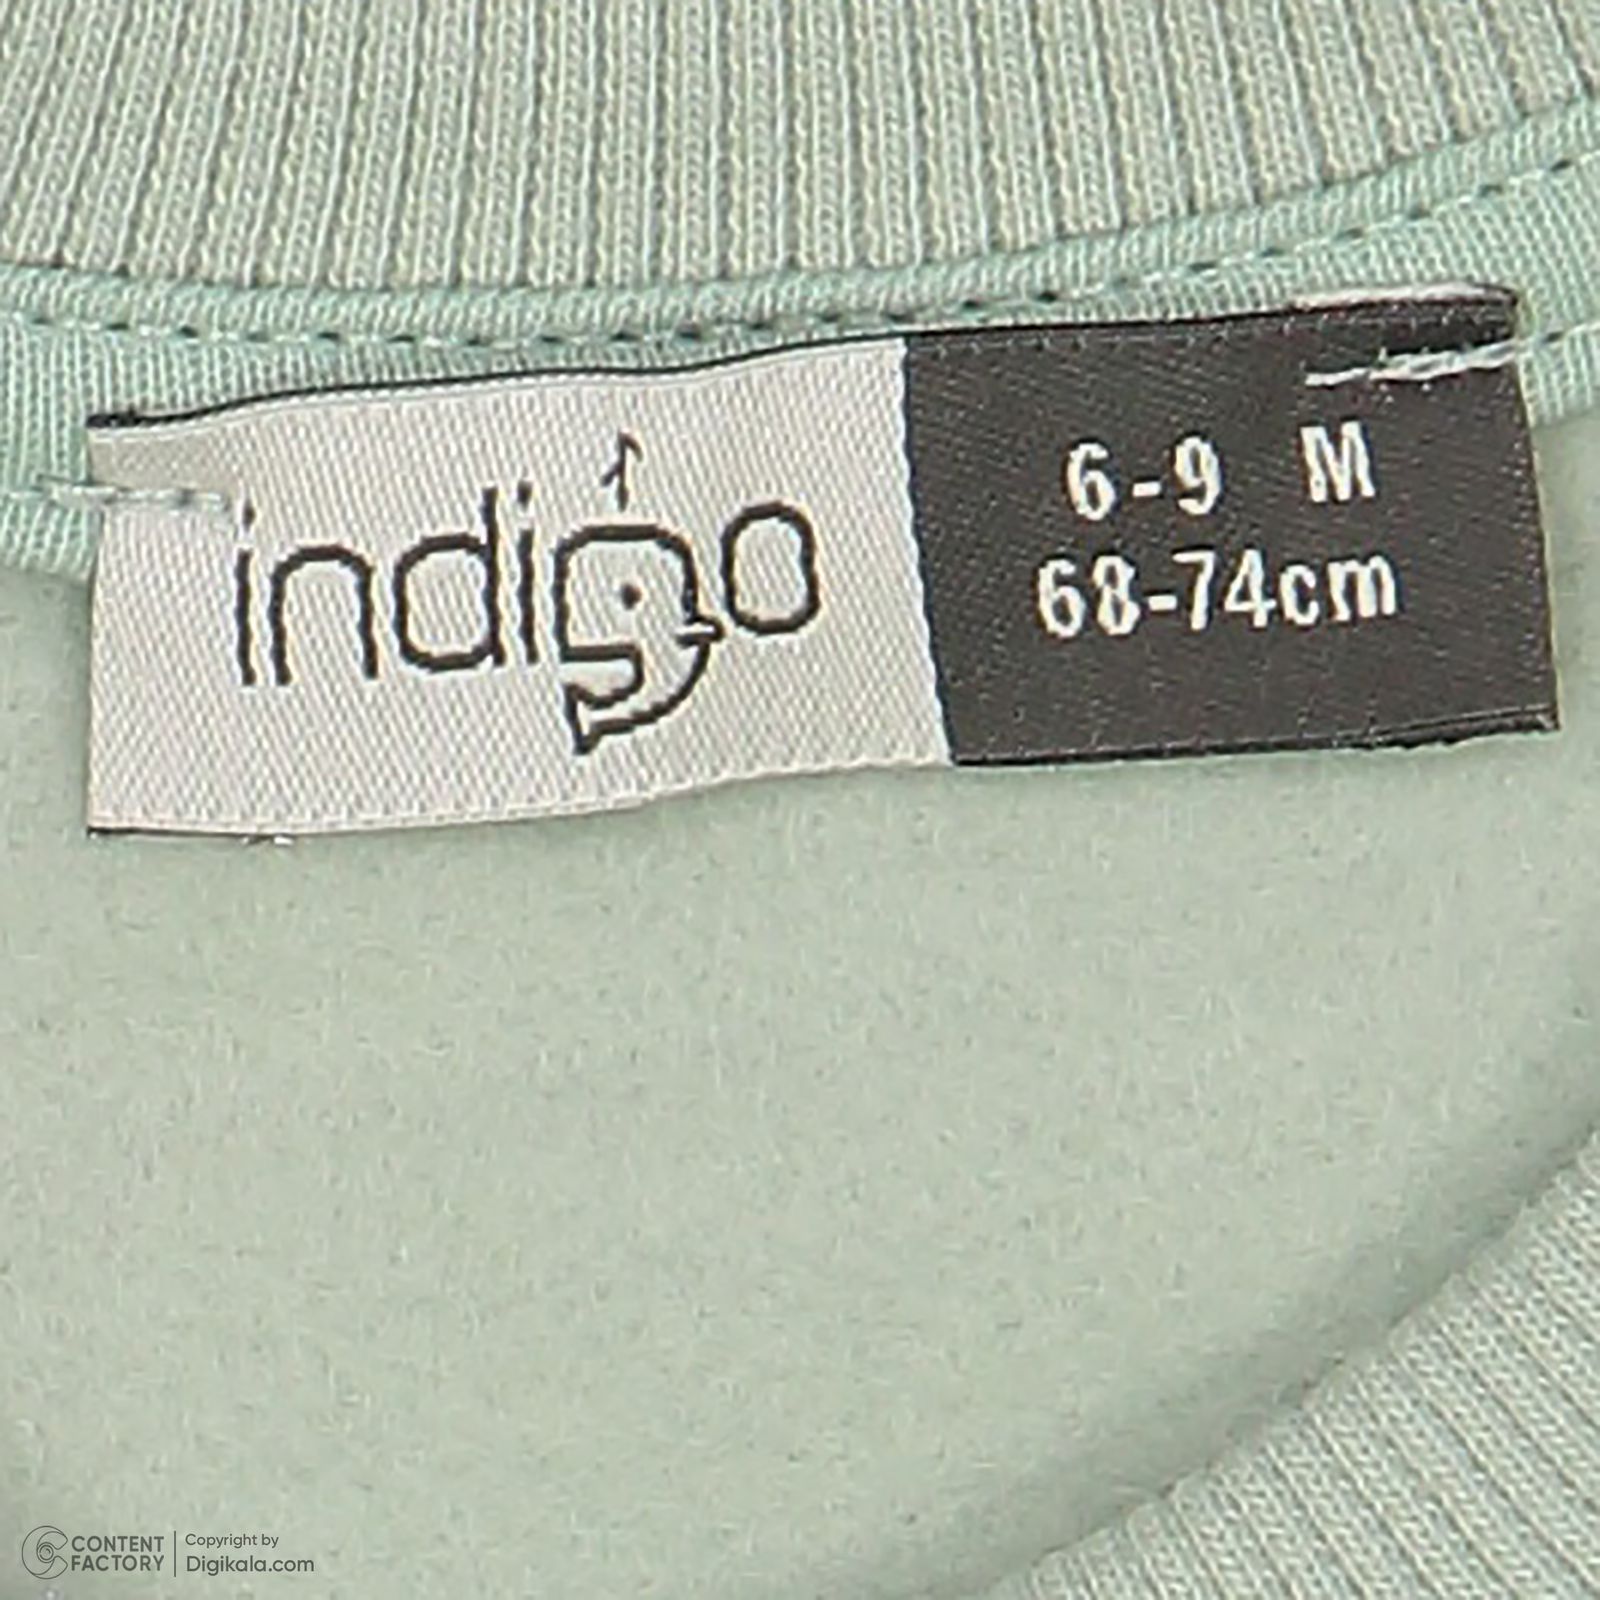 indigo
6-9 M
68-74cm
CONTENT FACTORY
Copyright by
Digikala.com